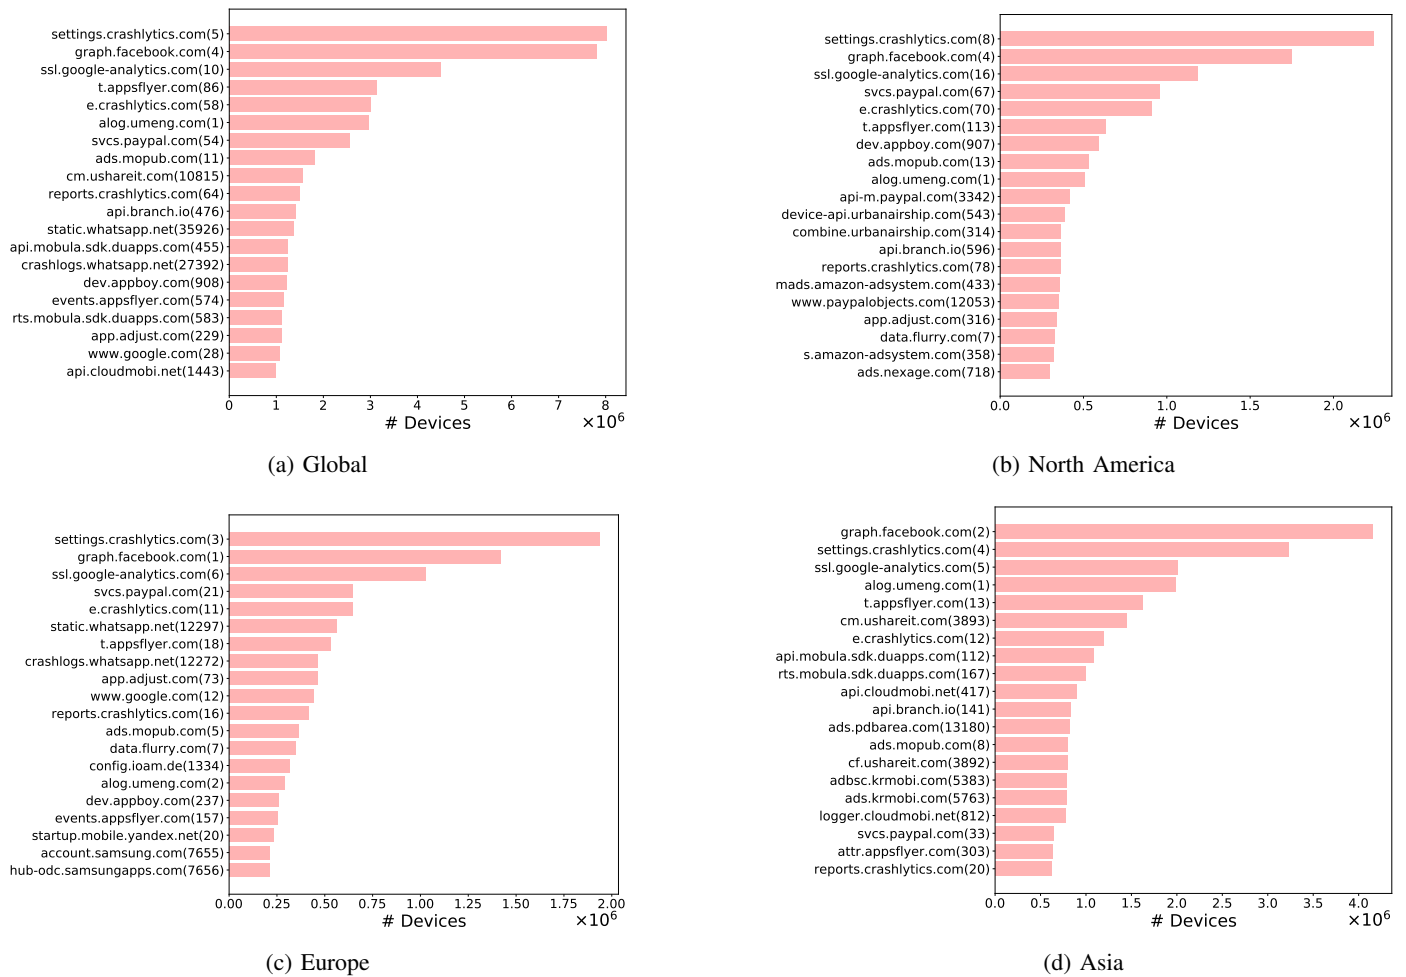 settings.crashlytics.com(5)
graph.facebook.com(4)
ssl.google-analytics.com(10)
t.appsflyer.com(86)
e.crashlytics.com(58)
alog.umeng.com(1)
svcs.paypal.com(54)
ads.mopub.com(11)
cm.ushareit.com(10815)
reports.crashlytics.com(64)
api.branch.io(476)
static.whatsapp.net(35926)
api.mobula.sdk.duapps.com(455)
crashlogs.whatsapp.net(27392)
dev.appboy.com(908)
events.appsflyer.com(574)
rts.mobula.sdk.duapps.com(583)
app.adjust.com(229)
www.google.com(28)
api.cloudmobi.net(1443)
0 1 2 3 4 5 6 7 8
# Devices ×10⁶
(a) Global
settings.crashlytics.com(8)
graph.facebook.com(4)
ssl.google-analytics.com(16)
svcs.paypal.com(67)
e.crashlytics.com(70)
t.appsflyer.com(113)
dev.appboy.com(907)
ads.mopub.com(13)
alog.umeng.com(1)
api-m.paypal.com(3342)
device-api.urbanairship.com(543)
combine.urbanairship.com(314)
api.branch.io(596)
reports.crashlytics.com(78)
mads.amazon-adsystem.com(433)
www.paypalobjects.com(12053)
app.adjust.com(316)
data.flurry.com(7)
s.amazon-adsystem.com(358)
ads.nexage.com(718)
0.0 0.5 1.0 1.5 2.0
# Devices ×10⁶
(b) North America
settings.crashlytics.com(3)
graph.facebook.com(1)
ssl.google-analytics.com(6)
svcs.paypal.com(21)
e.crashlytics.com(11)
static.whatsapp.net(12297)
t.appsflyer.com(18)
crashlogs.whatsapp.net(12272)
app.adjust.com(73)
www.google.com(12)
reports.crashlytics.com(16)
ads.mopub.com(5)
data.flurry.com(7)
config.ioam.de(1334)
alog.umeng.com(2)
dev.appboy.com(237)
events.appsflyer.com(157)
startup.mobile.yandex.net(20)
account.samsung.com(7655)
hub-odc.samsungapps.com(7656)
0.00 0.25 0.50 0.75 1.00 1.25 1.50 1.75 2.00
# Devices ×10⁶
(c) Europe
graph.facebook.com(2)
settings.crashlytics.com(4)
ssl.google-analytics.com(5)
alog.umeng.com(1)
t.appsflyer.com(13)
cm.ushareit.com(3893)
e.crashlytics.com(12)
api.mobula.sdk.duapps.com(112)
rts.mobula.sdk.duapps.com(167)
api.cloudmobi.net(417)
api.branch.io(141)
ads.pdbarea.com(13180)
ads.mopub.com(8)
cf.ushareit.com(3892)
adbsc.krmobi.com(5383)
ads.krmobi.com(5763)
logger.cloudmobi.net(812)
svcs.paypal.com(33)
attr.appsflyer.com(303)
reports.crashlytics.com(20)
0.0 0.5 1.0 1.5 2.0 2.5 3.0 3.5 4.0
# Devices ×10⁶
(d) Asia